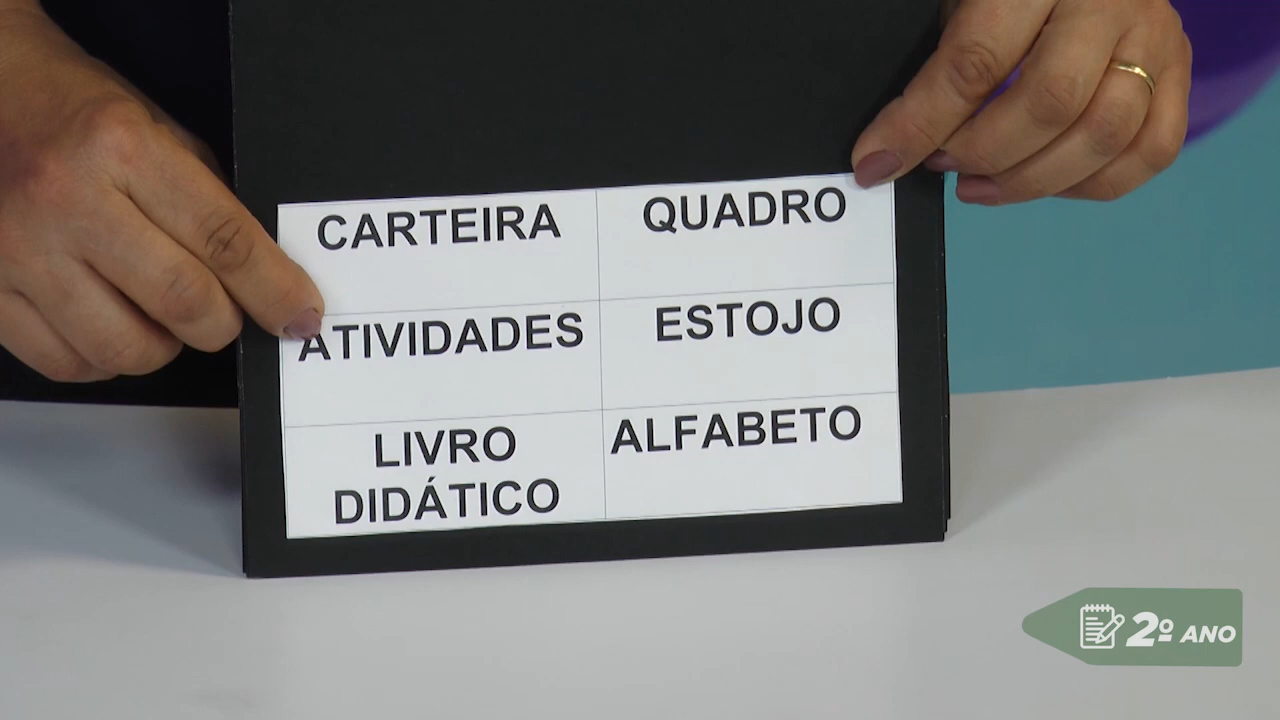 CARTEIRA
QUADRO
ATIVIDADES
ESTOJO
LIVRO
DIDÁTICO
ALFABETO
2º ANO